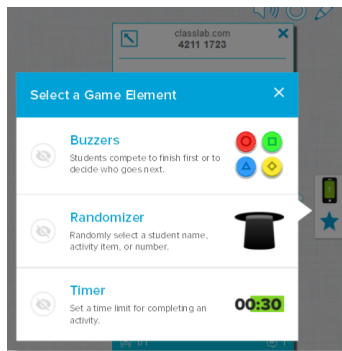 classlab.com
4211 1723
Select a Game Element
Buzzers
Students compete to finish first or to
decide who goes next.
Randomizer
Randomly select a student name,
activity item, or number.
Timer
Set a time limit for completing an
activity.
00:30